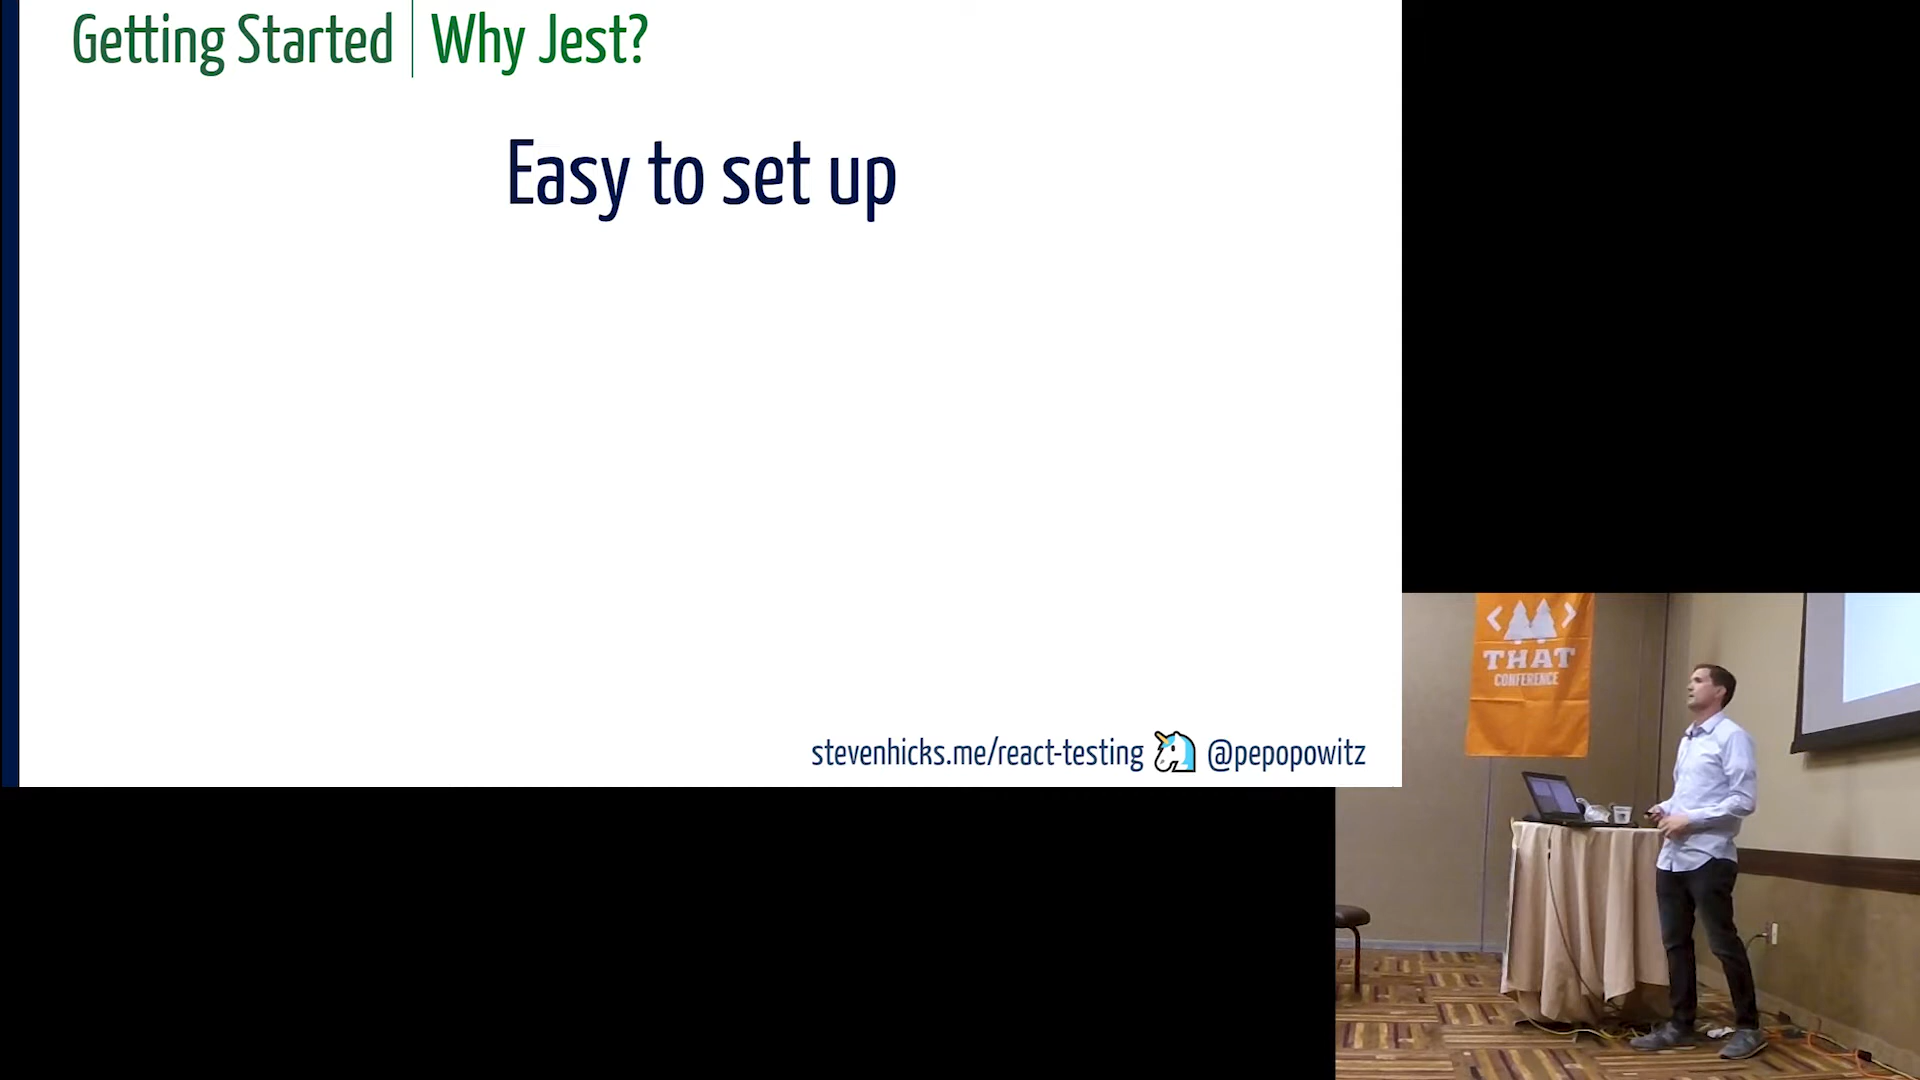 Getting Started | Why Jest?
Easy to set up
stevenhicks.me/react-testing @pepopowitz
< >
THAT
CONFERENCE